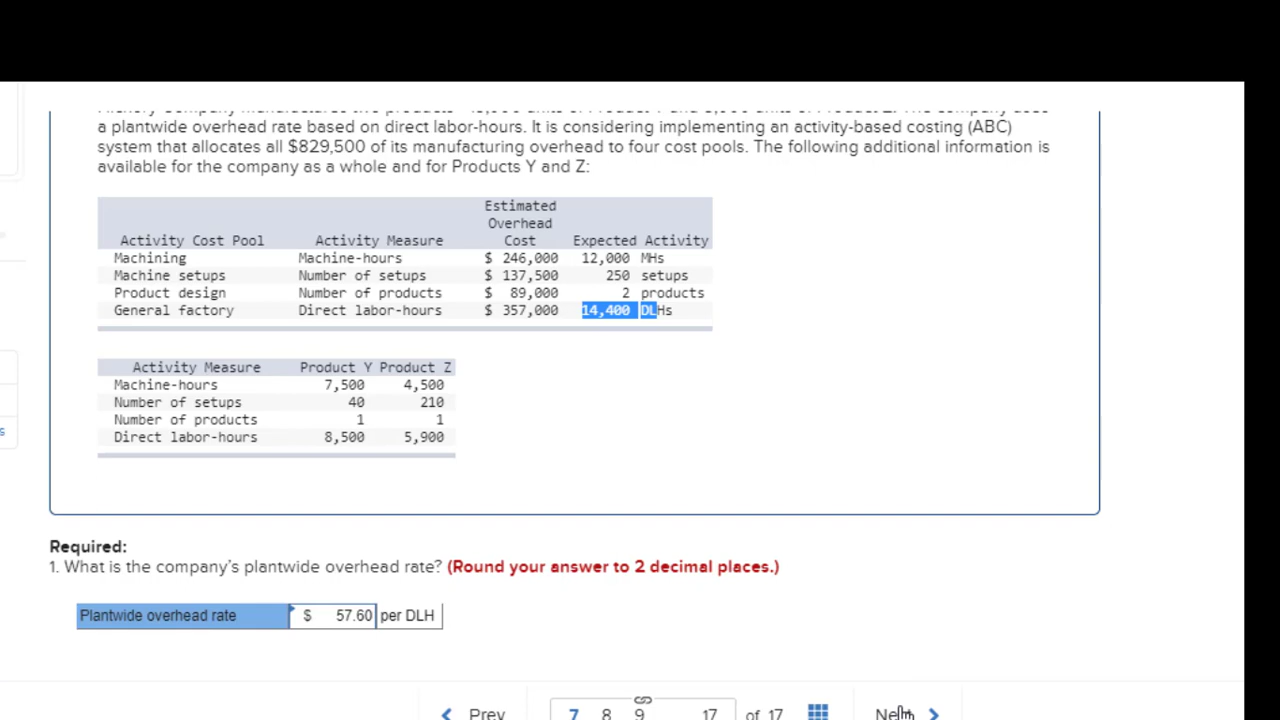 a plantwide overhead rate based on direct labor-hours. It is considering implementing an activity-based costing (ABC)
system that allocates all $829,500 of its manufacturing overhead to four cost pools. The following additional information is
available for the company as a whole and for Products Y and Z:
Estimated
Overhead
Activity Cost Pool Activity Measure Cost Expected Activity
Machining Machine-hours $ 246,000 12,000 MHs
Machine setups Number of setups $ 137,500 250 setups
Product design Number of products $ 89,000 2 products
General factory Direct labor-hours $ 357,000 14,400 DLHs
Activity Measure Product Y Product Z
Machine-hours 7,500 4,500
Number of setups 40 210
Number of products 1 1
Direct labor-hours 8,500 5,900
s
Required:
1. What is the company's plantwide overhead rate? (Round your answer to 2 decimal places.)
Plantwide overhead rate $ 57.60 per DLH
Prev 7 8 9 17 of 17